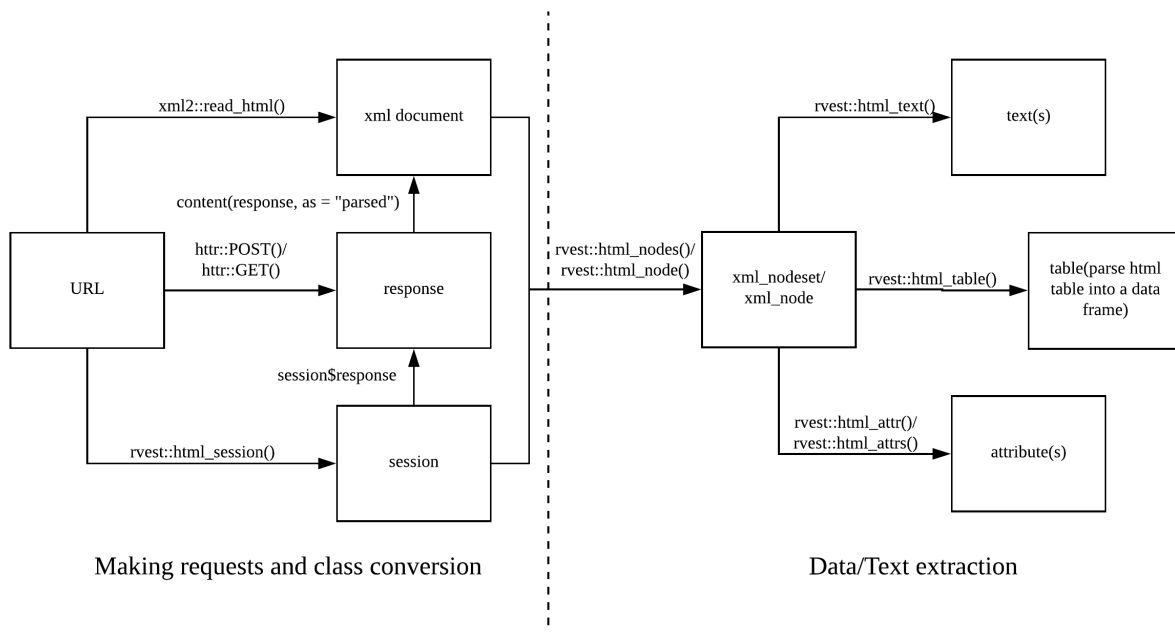 xml2::read_html()
xml document
content(response, as = "parsed")
URL
httr::POST()/
httr::GET()
response
session$response
rvest::html_session()
session
Making requests and class conversion
rvest::html_nodes()/
rvest::html_node()
xml_nodeset/
xml_node
rvest::html_text()
text(s)
rvest::html_table()
table(parse html
table into a data
frame)
rvest::html_attr()/
rvest::html_attrs()
attribute(s)
Data/Text extraction